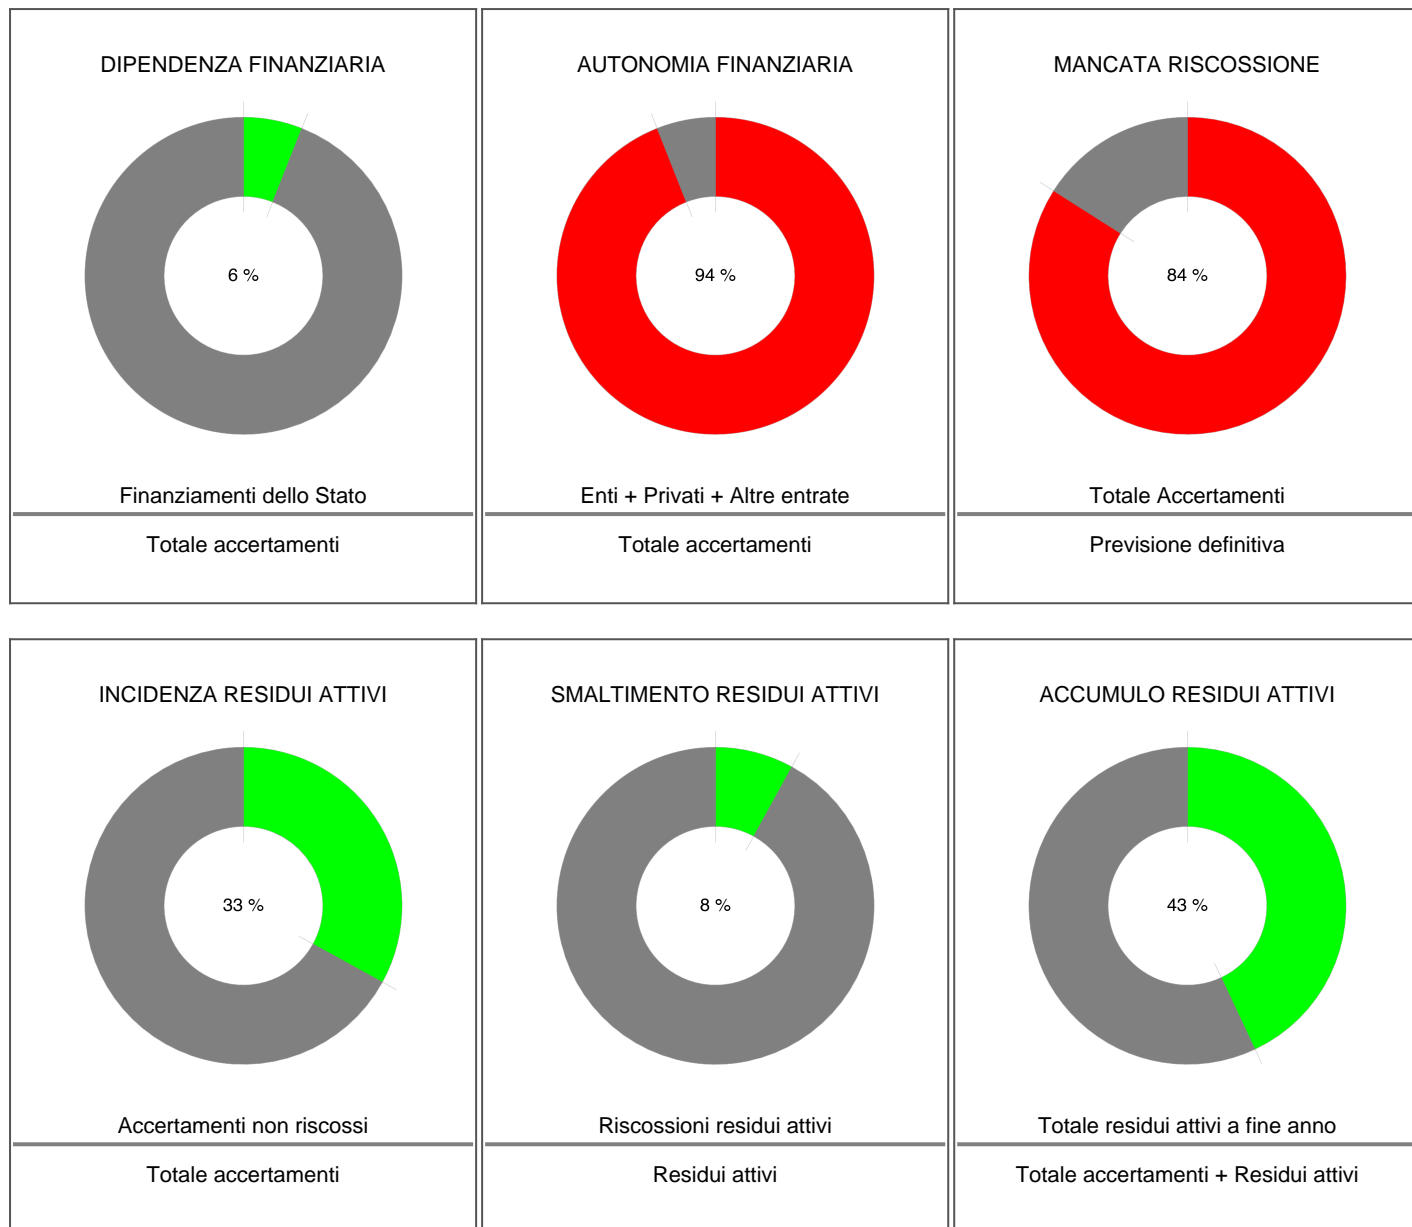 DIPENDENZA FINANZIARIA
6 %
Finanziamenti dello Stato
Totale accertamenti
AUTONOMIA FINANZIARIA
94 %
Enti + Privati + Altre entrate
Totale accertamenti
MANCATA RISCOSSIONE
84 %
Totale Accertamenti
Previsione definitiva
INCIDENZA RESIDUI ATTIVI
33 %
Accertamenti non riscossi
Totale accertamenti
SMALTIMENTO RESIDUI ATTIVI
8 %
Riscossioni residui attivi
Residui attivi
ACCUMULO RESIDUI ATTIVI
43 %
Totale residui attivi a fine anno
Totale accertamenti + Residui attivi